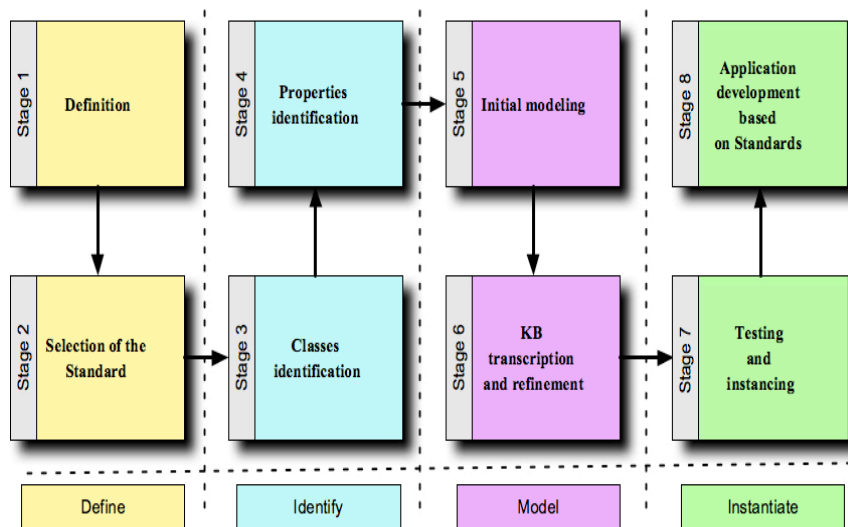 Stage 1
Definition
Stage 4
Properties
identification
Stage 5
Initial modeling
Stage 8
Application
development
based
on Standards
Stage 2
Selection of the
Standard
Stage 3
Classes
identification
Stage 6
KB
transcription
and refinement
Stage 7
Testing
and
instancing
Define
Identify
Model
Instantiate